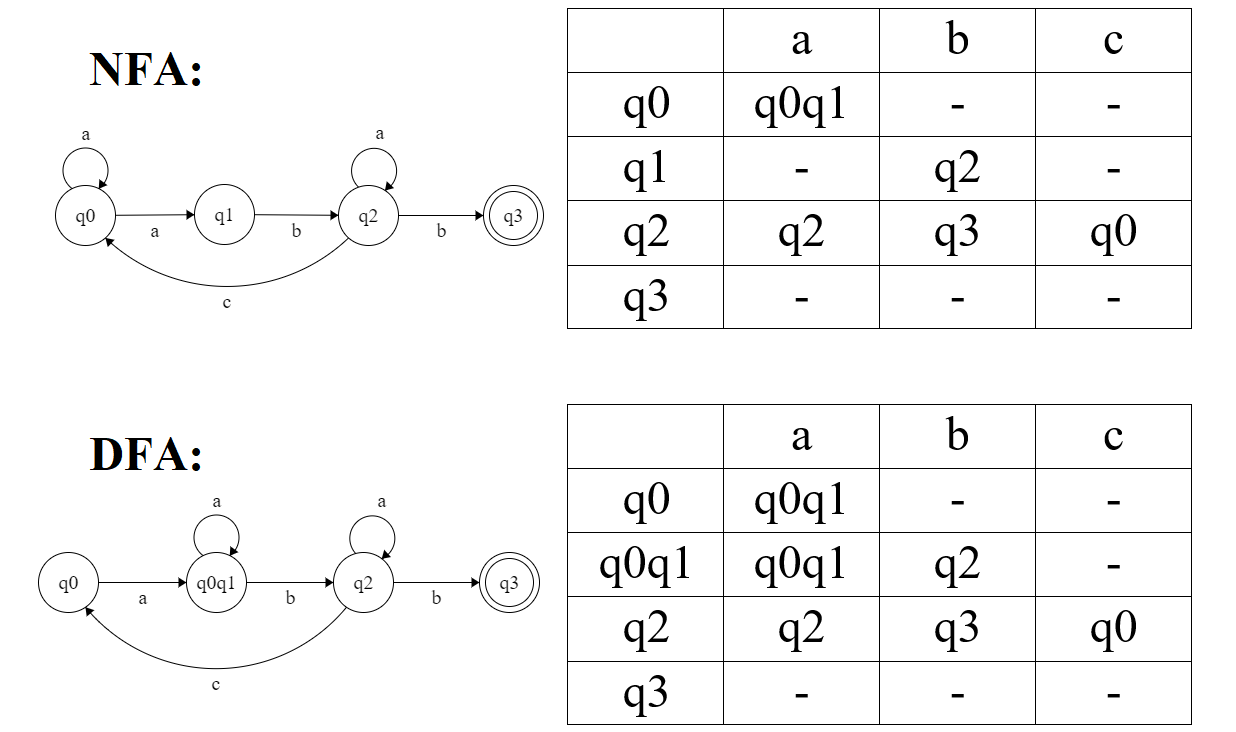 NFA:
a
a
q0
q1
q2
q3
a
b
b
c
a b c
q0 q0q1 - -
q1 - q2 -
q2 q2 q3 q0
q3 - - -
DFA:
a
a
q0
q0q1
q2
q3
a
b
b
c
a b c
q0 q0q1 - -
q0q1 q0q1 q2 -
q2 q2 q3 q0
q3 - - -